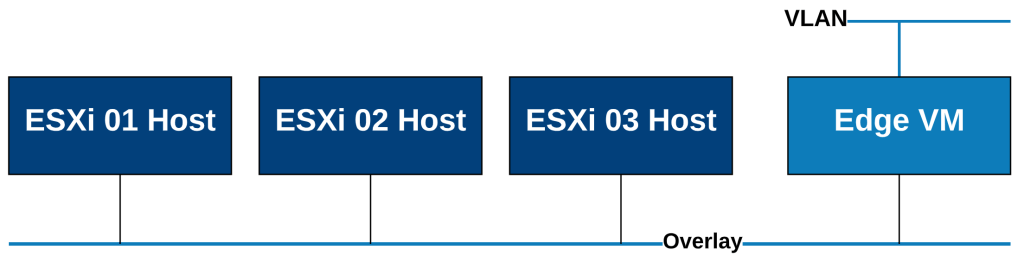 VLAN
ESXi 01 Host
ESXi 02 Host
ESXi 03 Host
Edge VM
Overlay